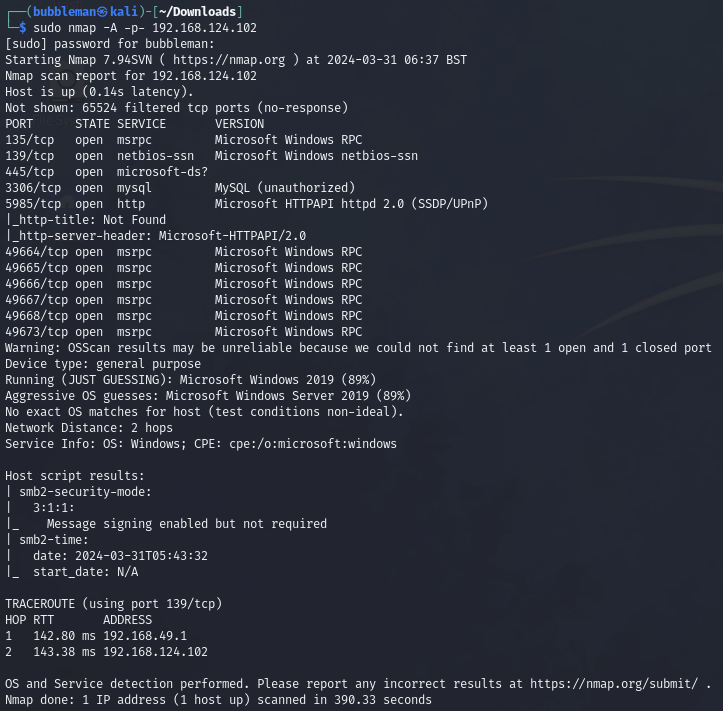 ┌──(bubbleman㉿kali)-[~/Downloads]
└─$ sudo nmap -A -p- 192.168.124.102
[sudo] password for bubbleman:
Starting Nmap 7.94SVN ( https://nmap.org ) at 2024-03-31 06:37 BST
Nmap scan report for 192.168.124.102
Host is up (0.14s latency).
Not shown: 65524 filtered tcp ports (no-response)
PORT      STATE SERVICE       VERSION
135/tcp   open  msrpc         Microsoft Windows RPC
139/tcp   open  netbios-ssn   Microsoft Windows netbios-ssn
445/tcp   open  microsoft-ds?
3306/tcp  open  mysql         MySQL (unauthorized)
5985/tcp  open  http          Microsoft HTTPAPI httpd 2.0 (SSDP/UPnP)
|_http-title: Not Found
|_http-server-header: Microsoft-HTTPAPI/2.0
49664/tcp open  msrpc         Microsoft Windows RPC
49665/tcp open  msrpc         Microsoft Windows RPC
49666/tcp open  msrpc         Microsoft Windows RPC
49667/tcp open  msrpc         Microsoft Windows RPC
49668/tcp open  msrpc         Microsoft Windows RPC
49673/tcp open  msrpc         Microsoft Windows RPC
Warning: OSScan results may be unreliable because we could not find at least 1 open and 1 closed port
Device type: general purpose
Running (JUST GUESSING): Microsoft Windows 2019 (89%)
Aggressive OS guesses: Microsoft Windows Server 2019 (89%)
No exact OS matches for host (test conditions non-ideal).
Network Distance: 2 hops
Service Info: OS: Windows; CPE: cpe:/o:microsoft:windows

Host script results:
| smb2-security-mode:
|   3:1:1:
|_    Message signing enabled but not required
| smb2-time:
|   date: 2024-03-31T05:43:32
|_  start_date: N/A

TRACEROUTE (using port 139/tcp)
HOP RTT       ADDRESS
1   142.80 ms 192.168.49.1
2   143.38 ms 192.168.124.102

OS and Service detection performed. Please report any incorrect results at https://nmap.org/submit/ .
Nmap done: 1 IP address (1 host up) scanned in 390.33 seconds